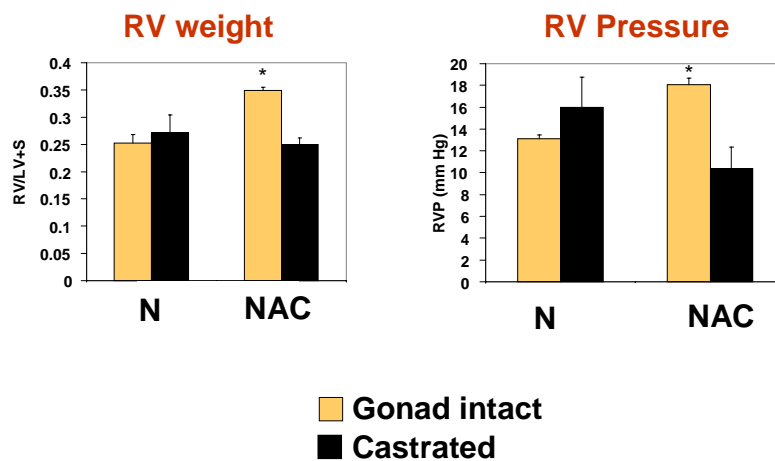 RV weight
RV Pressure
0.4
0.35
0.3
0.25
0.2
0.15
0.1
0.05
0
RV/LV+S
*
N
NAC
20
18
16
14
12
10
8
6
4
2
0
RVP (mm Hg)
*
N
NAC
Gonad intact
Castrated